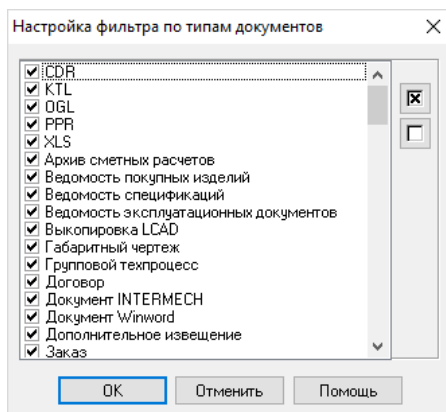 Настройка фильтра по типам документов
CDR
KTL
OGL
PPR
XLS
Архив сметных расчетов
Ведомость покупных изделий
Ведомость спецификаций
Ведомость эксплуатационных документов
Выкопировка LCAD
Габаритный чертеж
Групповой техпроцесс
Договор
Документ INTERMECH
Документ Winword
Дополнительное извещение
Заказ
OK Отменить Помощь